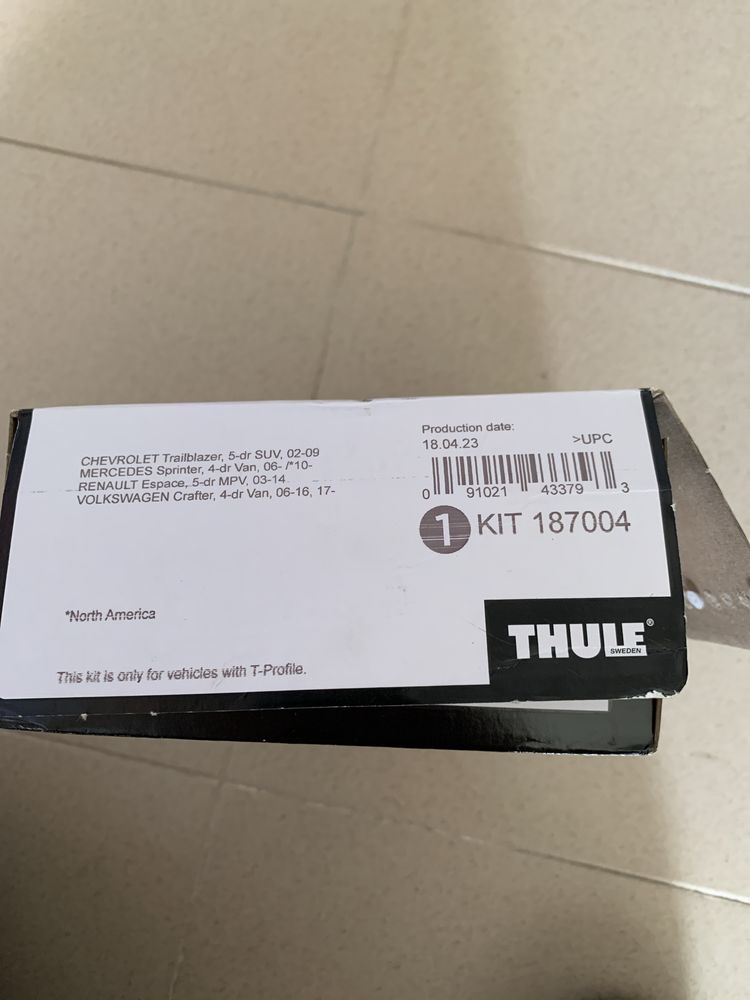 CHEVROLET Trailblazer, 5-dr SUV, 02-09
MERCEDES Sprinter, 4-dr Van, 06- /*10-
RENAULT Espace, 5-dr MPV, 03-14
VOLKSWAGEN Crafter, 4-dr Van, 06-16, 17-
*North America
This kit is only for vehicles with T-Profile.
Production date:
18.04.23 >UPC
0 91021 43379 3
1 KIT 187004
THULE®
SWEDEN